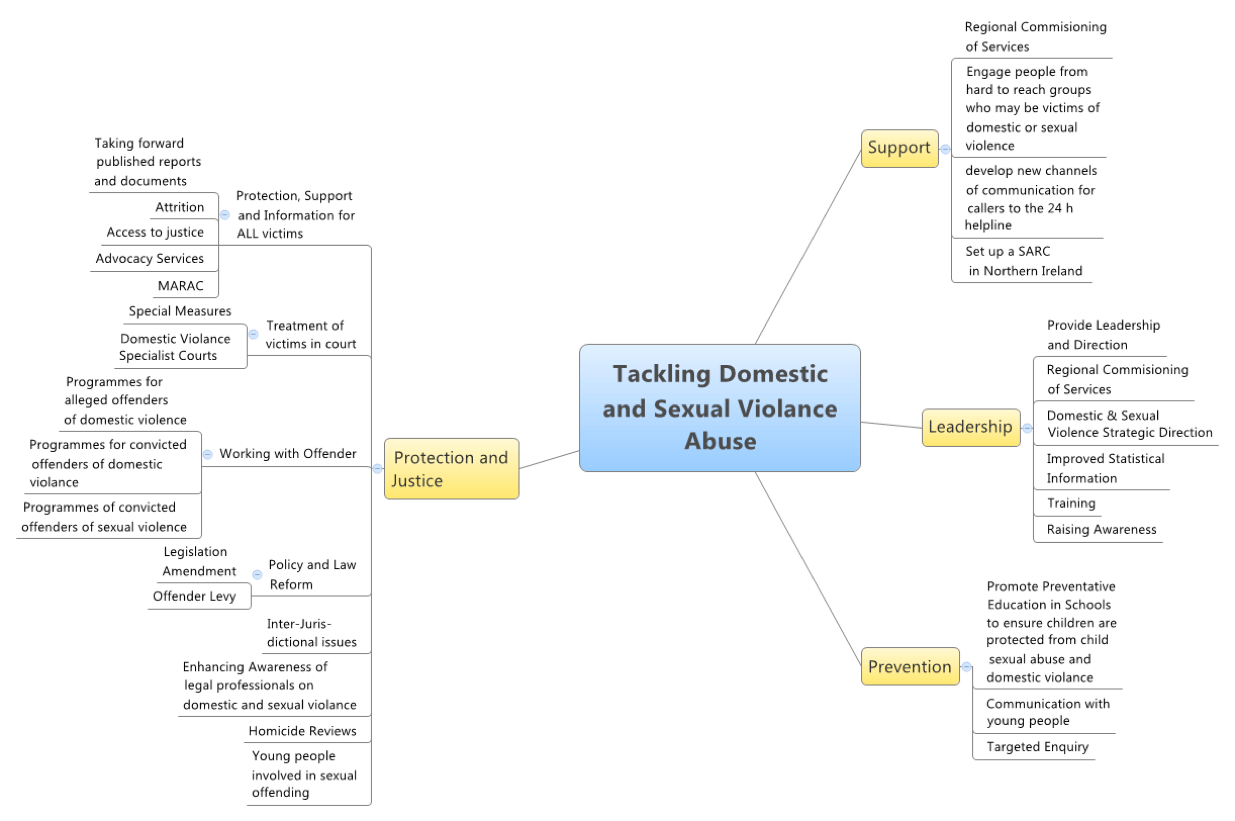 Tackling Domestic
and Sexual Violance
Abuse
Support
Regional Commisioning
of Services
Engage people from
hard to reach groups
who may be victims of
domestic or sexual
violence
develop new channels
of communication for
callers to the 24 h
helpline
Set up a SARC
in Northern Ireland
Leadership
Provide Leadership
and Direction
Regional Commisioning
of Services
Domestic & Sexual
Violence Strategic Direction
Improved Statistical
Information
Training
Raising Awareness
Prevention
Promote Preventative
Education in Schools
to ensure children are
protected from child
sexual abuse and
domestic violance
Communication with
young people
Targeted Enquiry
Protection and
Justice
Protection, Support
and Information for
ALL victims
Taking forward
published reports
and documents
Attrition
Access to justice
Advocacy Services
MARAC
Treatment of
victims in court
Special Measures
Domestic Violance
Specialist Courts
Working with Offender
Programmes for
alleged offenders
of domestic violence
Programmes for convicted
offenders of domestic
violance
Programmes of convicted
offenders of sexual violence
Policy and Law
Reform
Legislation
Amendment
Offender Levy
Inter-Juris-
dictional issues
Enhancing Awareness of
legal professionals on
domestic and sexual violance
Homicide Reviews
Young people
involved in sexual
offending